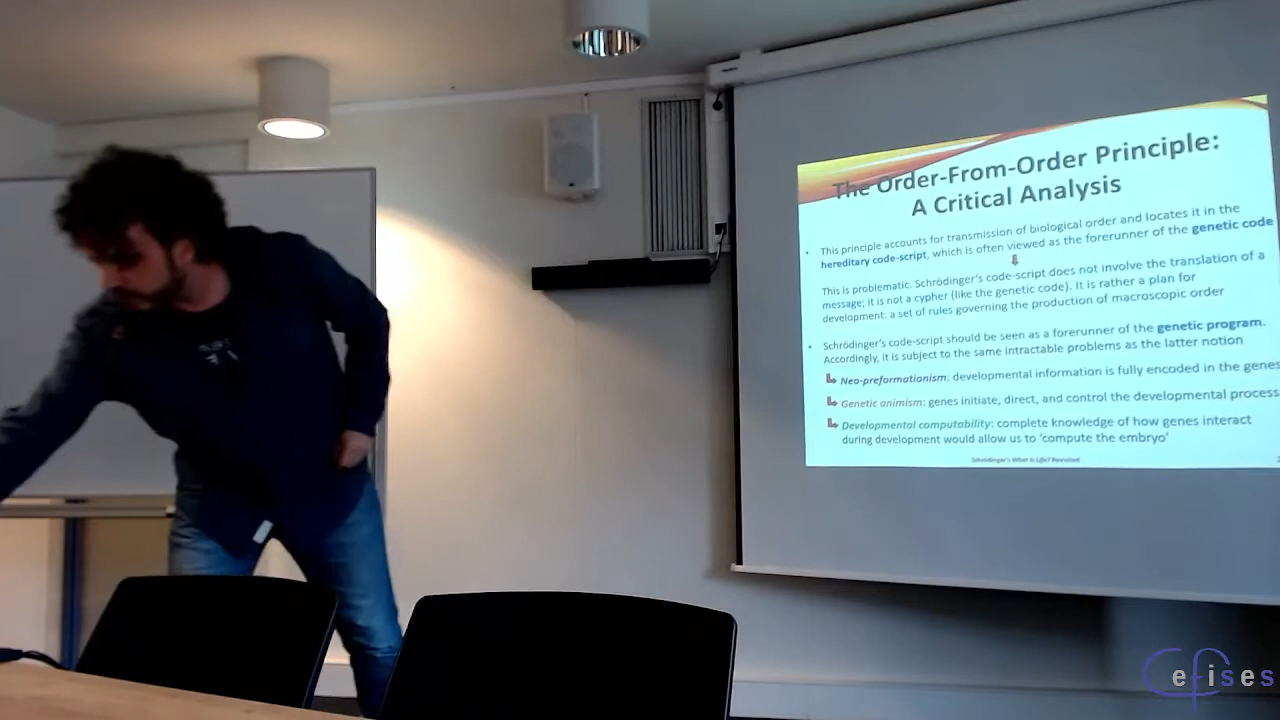 The Order-From-Order Principle:
A Critical Analysis
• This principle accounts for transmission of biological order and locates it in the
hereditary code-script, which is often viewed as the forerunner of the genetic code
This is problematic. Schrödinger's code-script does not involve the translation of a
message; it is not a cypher (like the genetic code). It is rather a plan for
development: a set of rules governing the production of macroscopic order
• Schrödinger's code-script should be seen as a forerunner of the genetic program.
Accordingly, it is subject to the same intractable problems as the latter notion
Neo-preformationism: developmental information is fully encoded in the genes
Genetic animism: genes initiate, direct, and control the developmental process
Developmental computability: complete knowledge of how genes interact
during development would allow us to 'compute the embryo'
Schrödinger's What Is Life? Revisited
Cefises